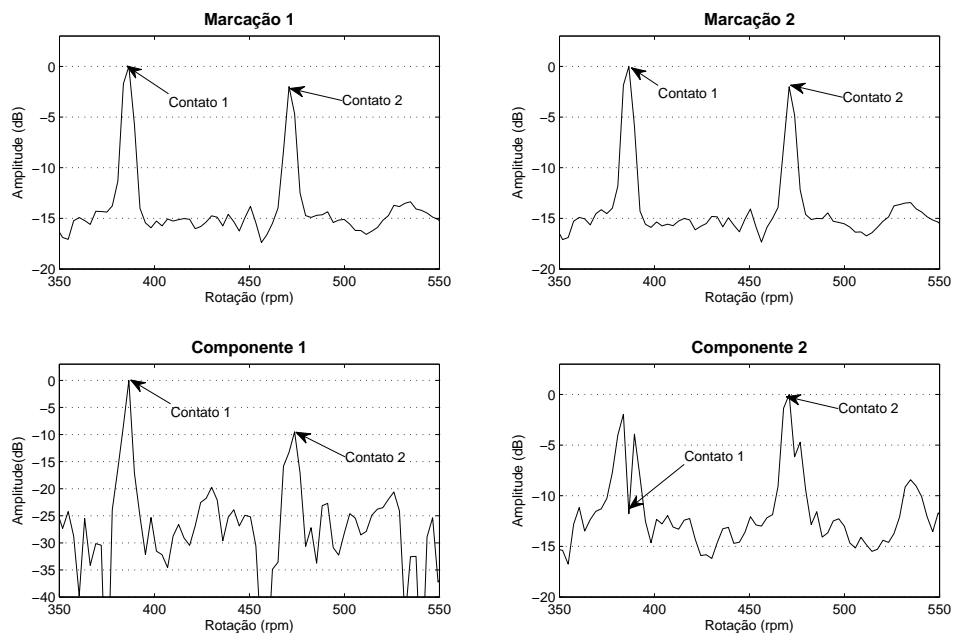 Marcação 1
0
−5
−10
−15
−20
Amplitude (dB)
Contato 1
Contato 2
350
400
450
500
550
Rotação (rpm)
Marcação 2
0
−5
−10
−15
−20
Amplitude (dB)
Contato 1
Contato 2
350
400
450
500
550
Rotação (rpm)
Componente 1
0
−5
−10
−15
−20
−25
−30
−35
−40
Amplitude(dB)
Contato 1
Contato 2
350
400
450
500
550
Rotação (rpm)
Componente 2
0
−5
−10
−15
−20
Amplitude (dB)
Contato 2
Contato 1
350
400
450
500
550
Rotação (rpm)